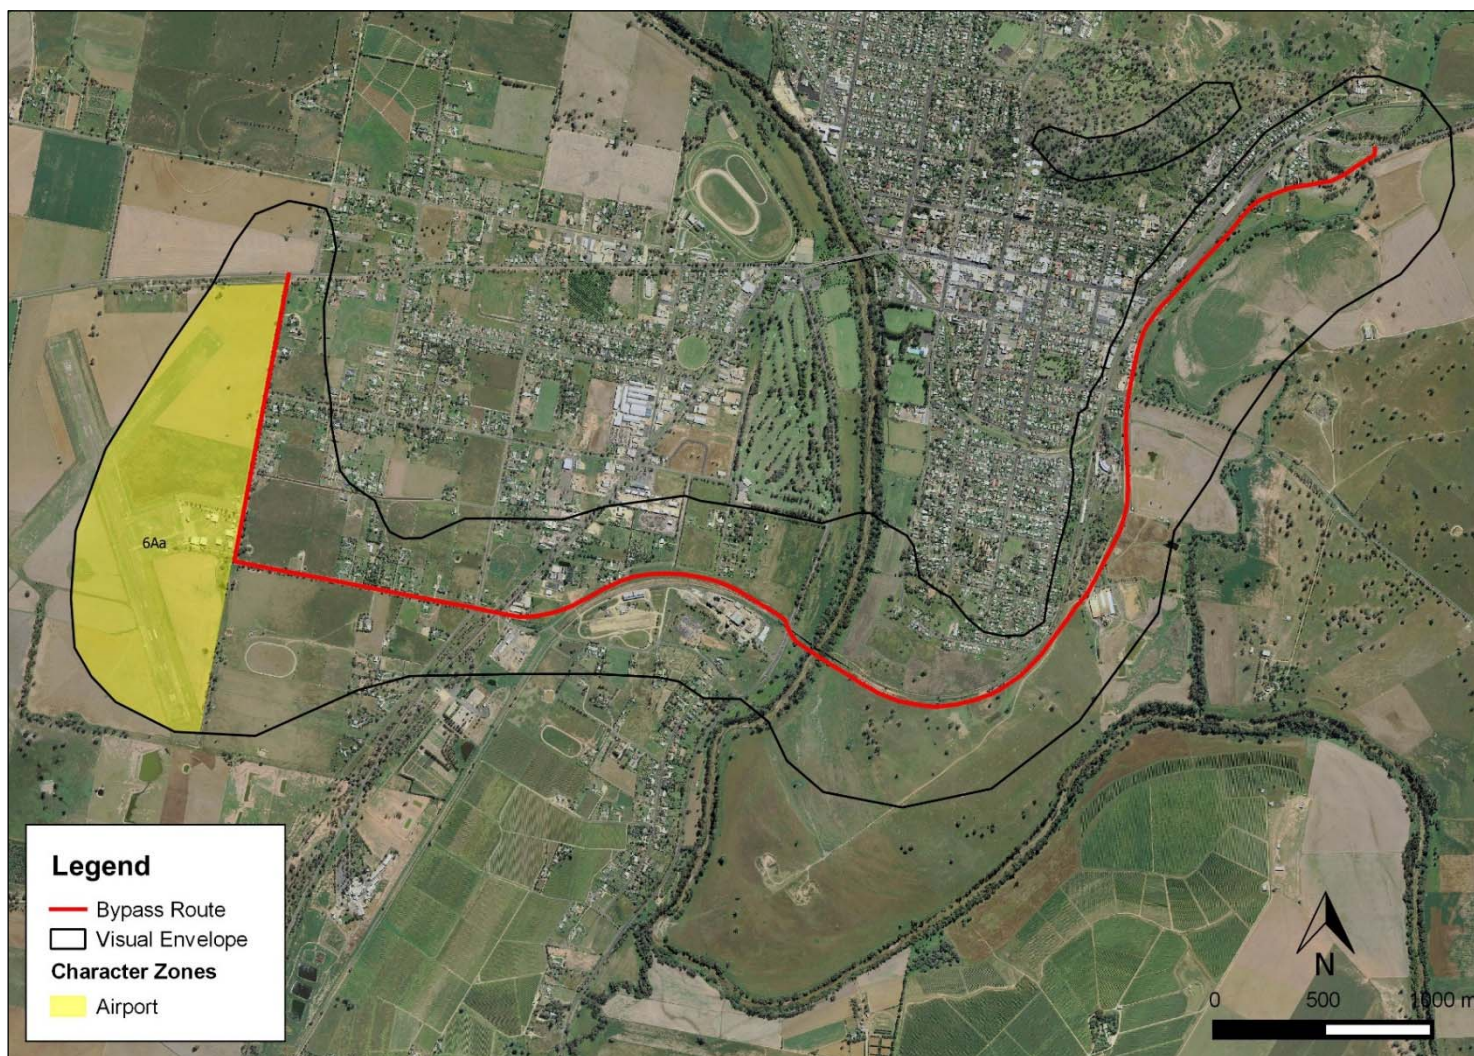 6Aa
Legend
Bypass Route
Visual Envelope
Character Zones
Airport
N
0 500 1000 m